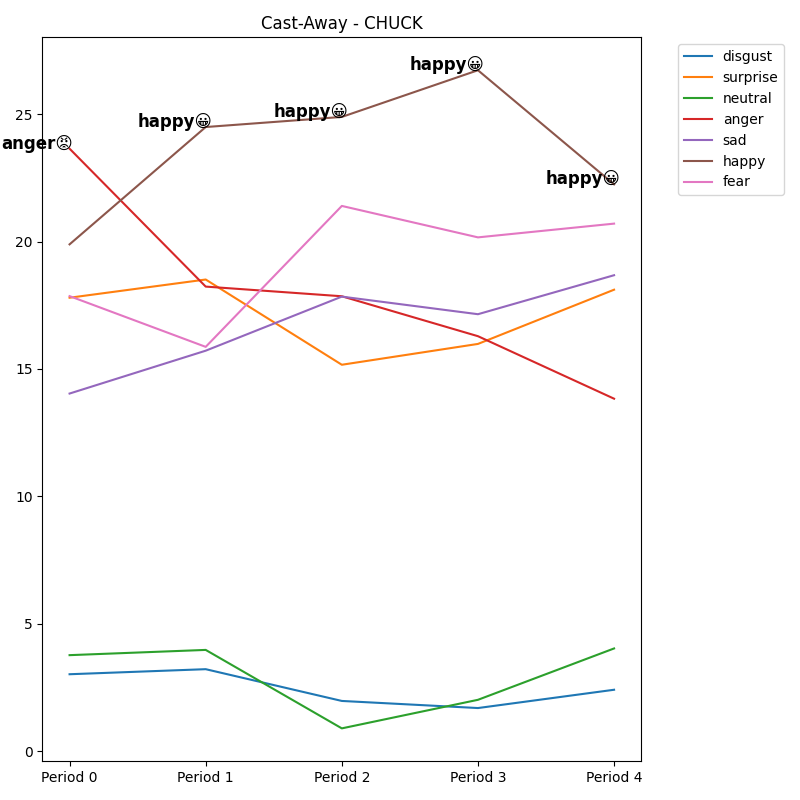 Cast-Away - CHUCK
disgust
surprise
neutral
anger
sad
happy
fear
happy😀
happy😀
happy😀
anger😡
happy😀
25
20
15
10
5
0
Period 0 Period 1 Period 2 Period 3 Period 4